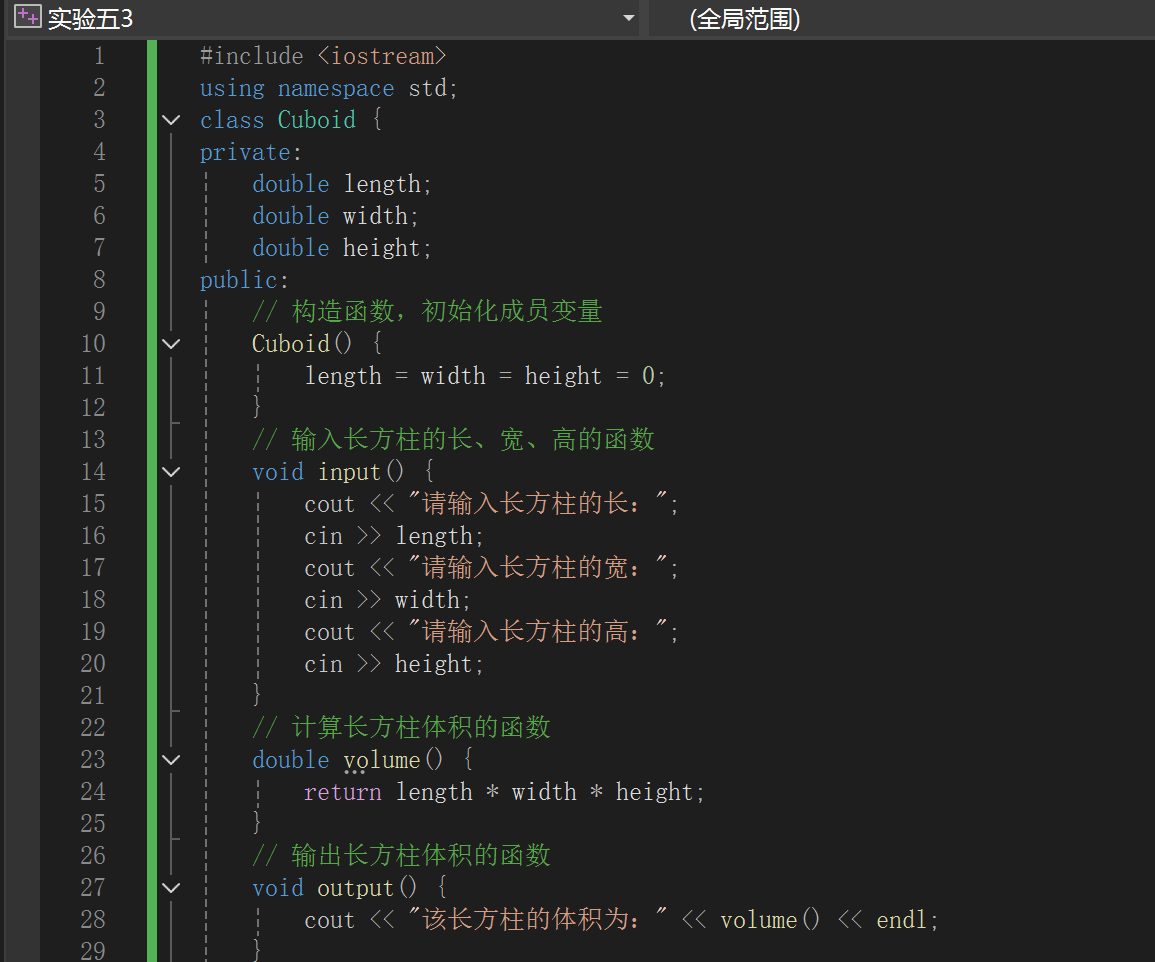 实验五3
(全局范围)
1 #include <iostream>
2 using namespace std;
3 class Cuboid {
4 private:
5 double length;
6 double width;
7 double height;
8 public:
9 // 构造函数，初始化成员变量
10 Cuboid() {
11 length = width = height = 0;
12 }
13 // 输入长方柱的长、宽、高的函数
14 void input() {
15 cout << "请输入长方柱的长：";
16 cin >> length;
17 cout << "请输入长方柱的宽：";
18 cin >> width;
19 cout << "请输入长方柱的高：";
20 cin >> height;
21 }
22 // 计算长方柱体积的函数
23 double volume() {
24 return length * width * height;
25 }
26 // 输出长方柱体积的函数
27 void output() {
28 cout << "该长方柱的体积为：" << volume() << endl;
29 }